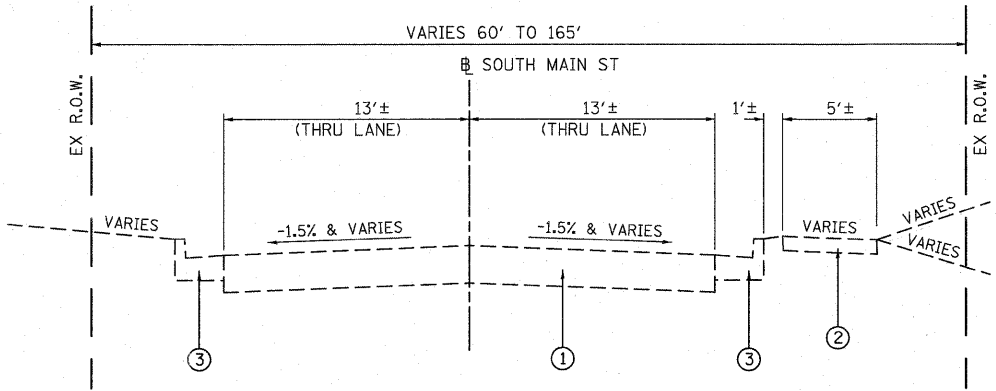 VARIES 60' TO 165'
℄ SOUTH MAIN ST
EX R.O.W.
EX R.O.W.
13'±
(THRU LANE)
13'±
(THRU LANE)
1'±
5'±
VARIES
-1.5% & VARIES
-1.5% & VARIES
VARIES
VARIES
VARIES
3
1
3
2